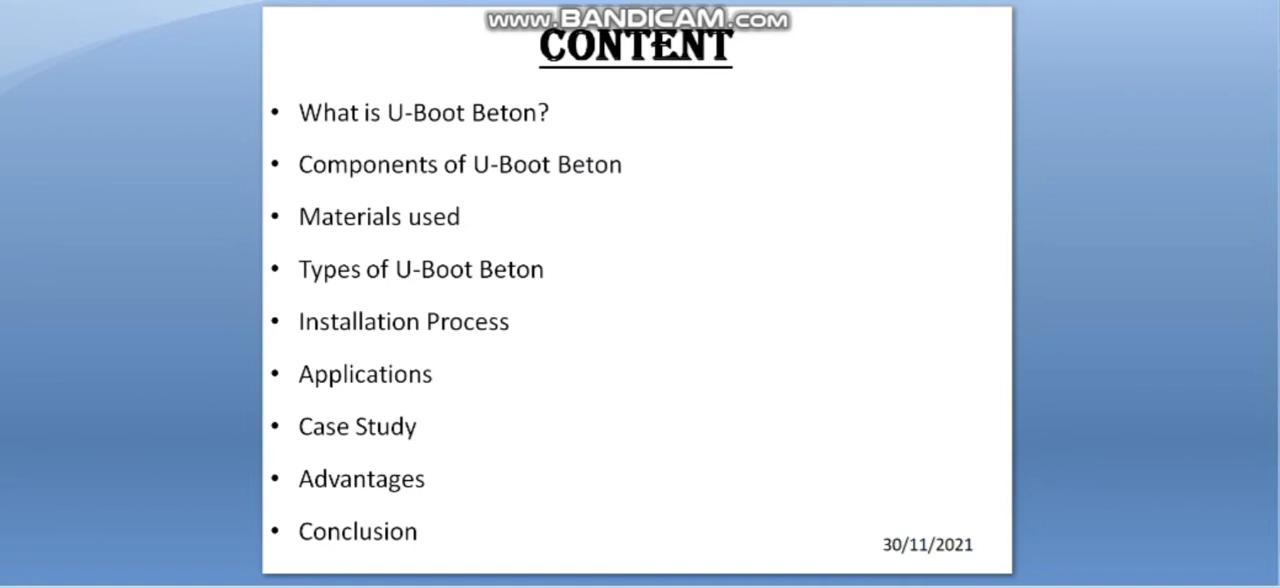 www.BANDICAM.com
CONTENT
• What is U-Boot Beton?
• Components of U-Boot Beton
• Materials used
• Types of U-Boot Beton
• Installation Process
• Applications
• Case Study
• Advantages
• Conclusion
30/11/2021